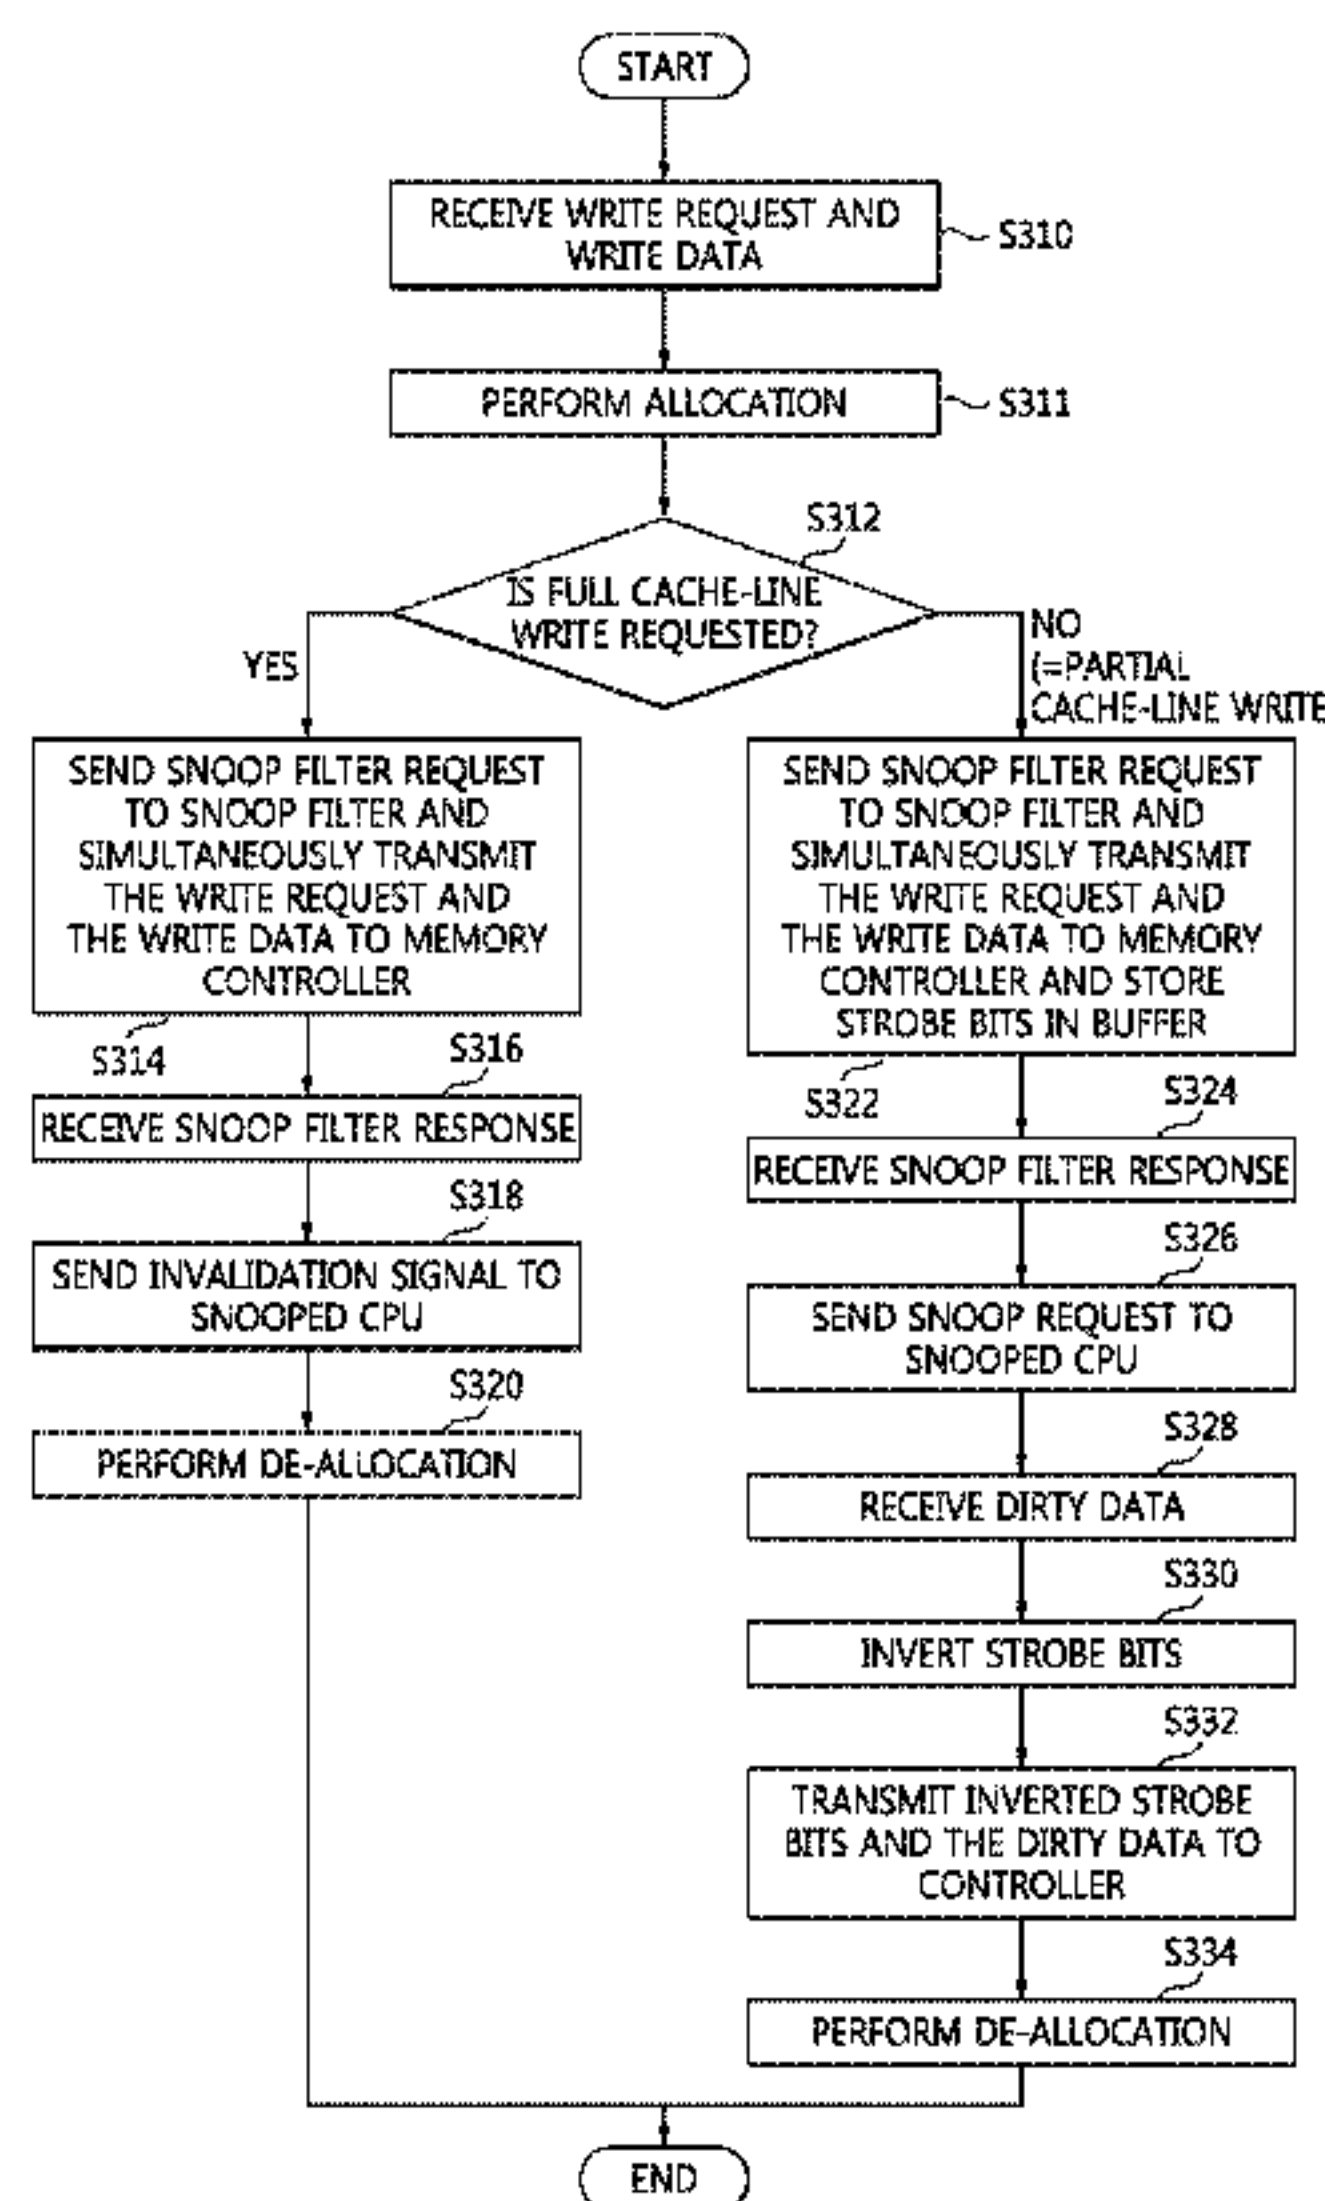 START
RECEIVE WRITE REQUEST AND
WRITE DATA
S310
PERFORM ALLOCATION
S311
S312
IS FULL CACHE-LINE
WRITE REQUESTED?
YES
NO
(=PARTIAL
CACHE-LINE WRITE
SEND SNOOP FILTER REQUEST
TO SNOOP FILTER AND
SIMULTANEOUSLY TRANSMIT
THE WRITE REQUEST AND
THE WRITE DATA TO MEMORY
CONTROLLER
S314
S316
RECEIVE SNOOP FILTER RESPONSE
S318
SEND INVALIDATION SIGNAL TO
SNOOPED CPU
S320
PERFORM DE-ALLOCATION
SEND SNOOP FILTER REQUEST
TO SNOOP FILTER AND
SIMULTANEOUSLY TRANSMIT
THE WRITE REQUEST AND
THE WRITE DATA TO MEMORY
CONTROLLER AND STORE
STROBE BITS IN BUFFER
S322
S324
RECEIVE SNOOP FILTER RESPONSE
S326
SEND SNOOP REQUEST TO
SNOOPED CPU
S328
RECEIVE DIRTY DATA
S330
INVERT STROBE BITS
S332
TRANSMIT INVERTED STROBE
BITS AND THE DIRTY DATA TO
CONTROLLER
S334
PERFORM DE-ALLOCATION
END